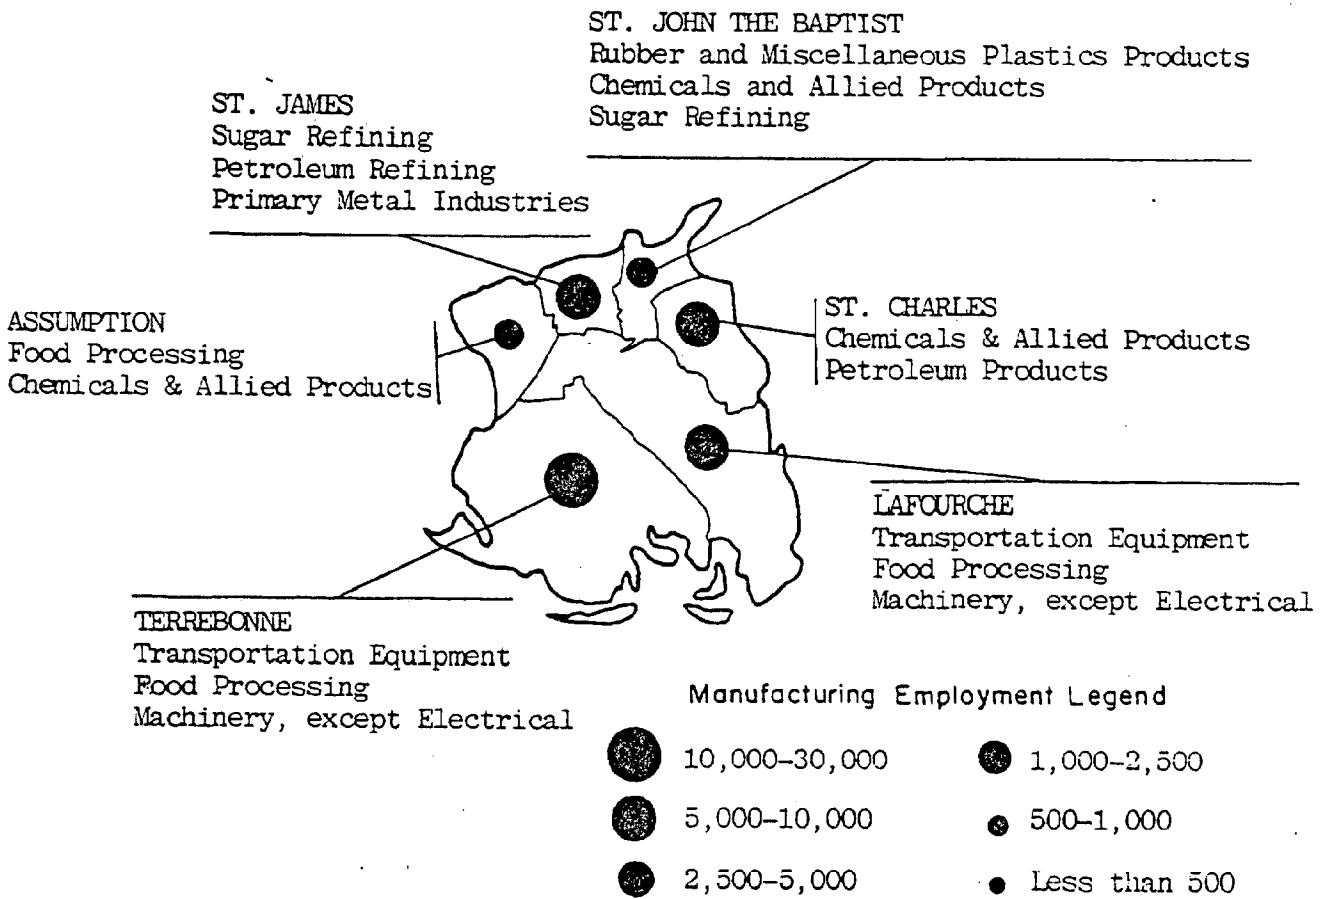 ST. JOHN THE BAPTIST
Rubber and Miscellaneous Plastics Products
Chemicals and Allied Products
Sugar Refining
ST. JAMES
Sugar Refining
Petroleum Refining
Primary Metal Industries
ASSUMPTION
Food Processing
Chemicals & Allied Products
ST. CHARLES
Chemicals & Allied Products
Petroleum Products
LAFOURCHE
Transportation Equipment
Food Processing
Machinery, except Electrical
TERREBONNE
Transportation Equipment
Food Processing
Machinery, except Electrical
Manufacturing Employment Legend
10,000-30,000
5,000-10,000
2,500-5,000
1,000-2,500
500-1,000
Less than 500